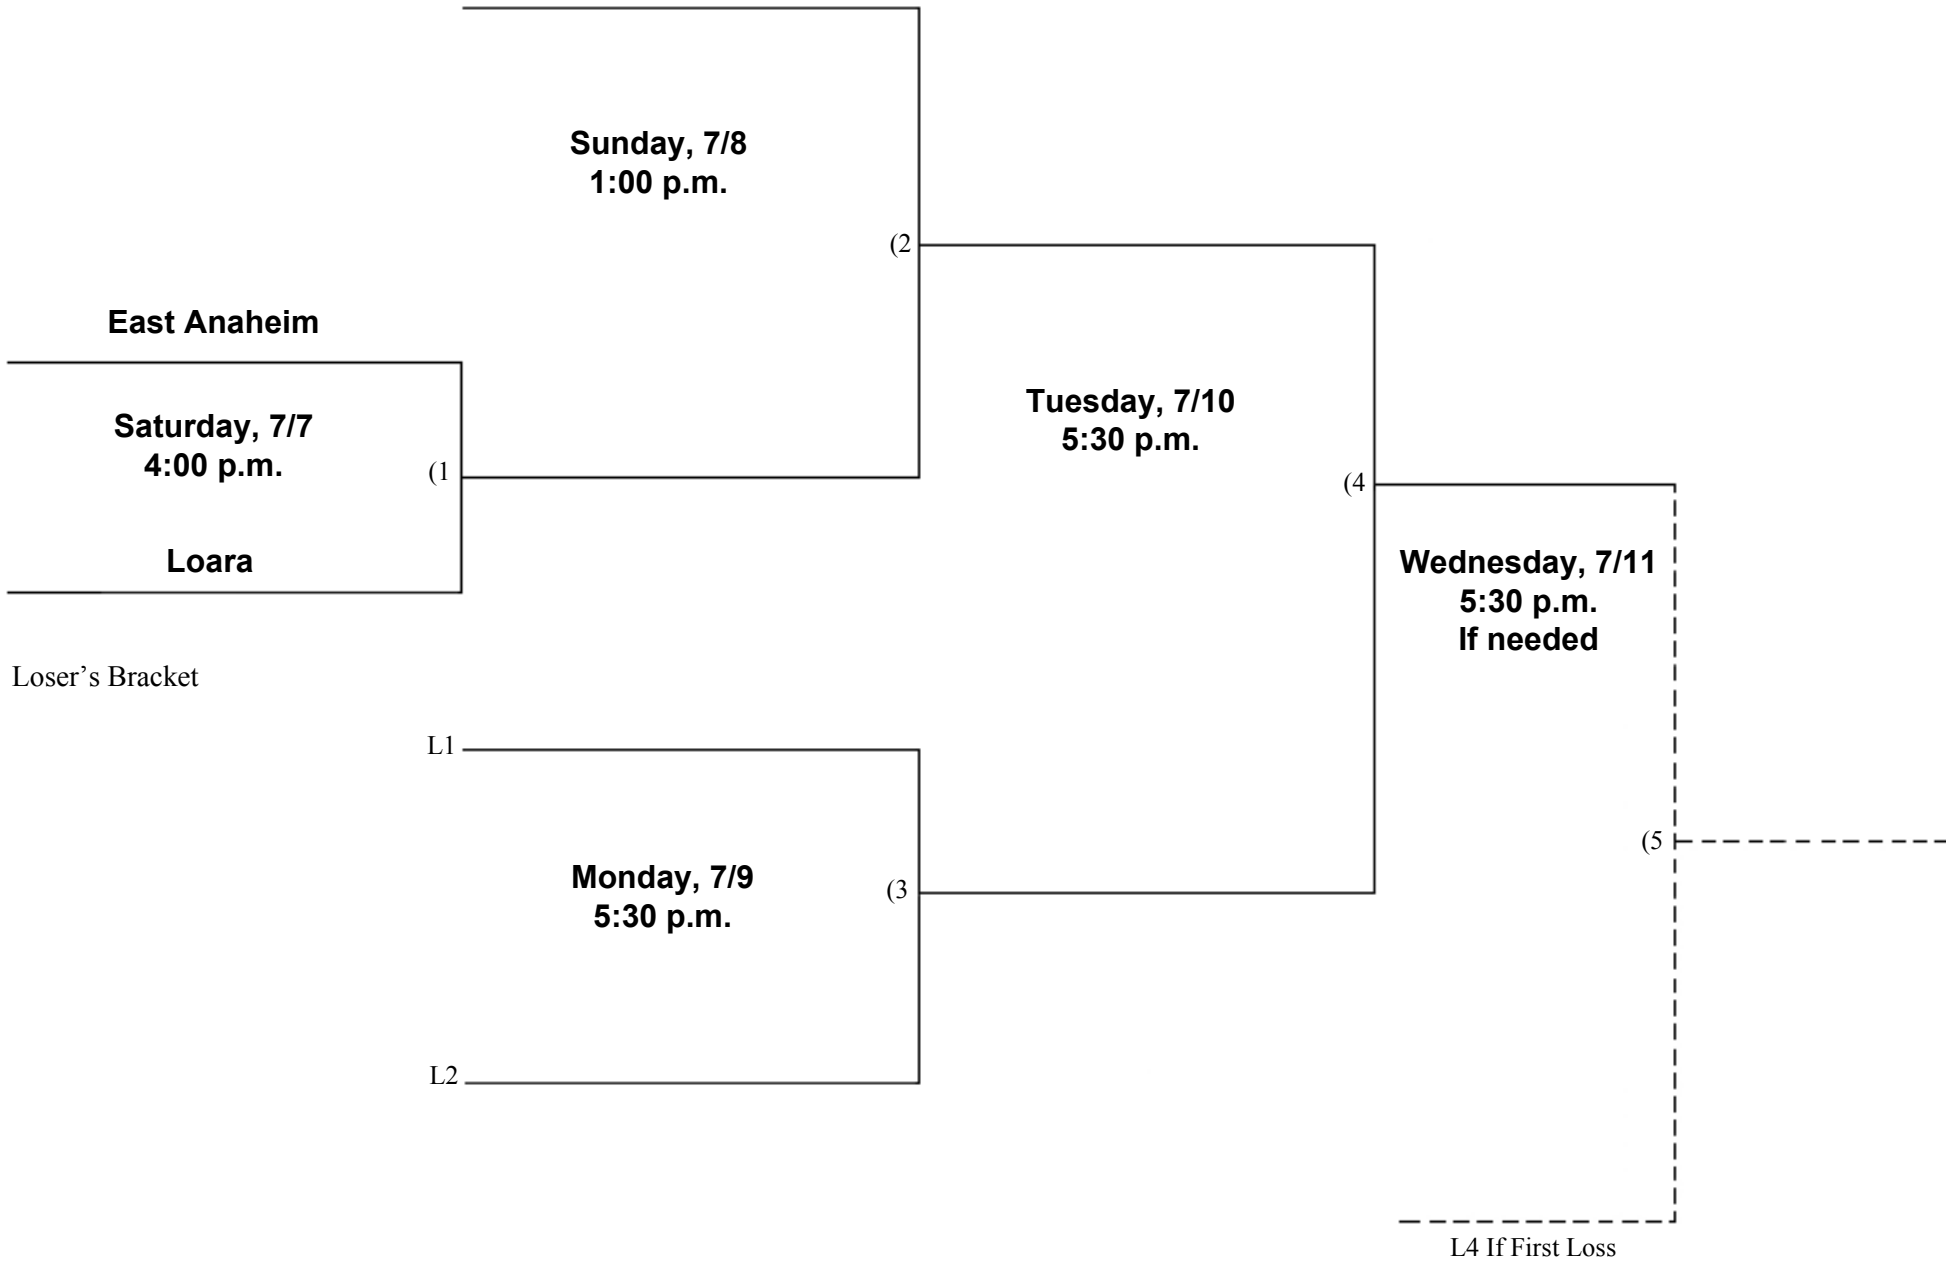 Sunday, 7/8
1:00 p.m.
(2
East Anaheim
Saturday, 7/7
4:00 p.m.
(1
Loara
Tuesday, 7/10
5:30 p.m.
(4
Wednesday, 7/11
5:30 p.m.
If needed
Loser’s Bracket
L1
Monday, 7/9
5:30 p.m.
(3
L2
(5
L4 If First Loss